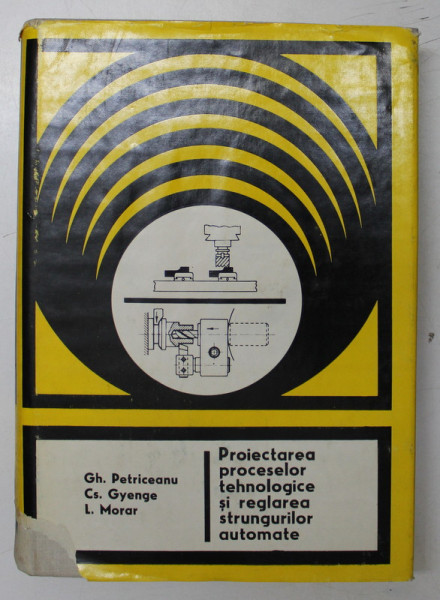 Gh. Petriceanu
Cs. Gyenge
L. Morar
Proiectarea
proceselor
tehnologice
și reglarea
strungurilor
automate